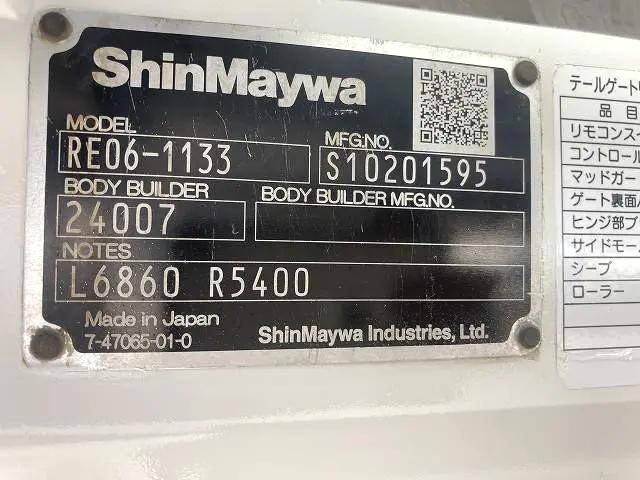 ShinMaywa
MODEL
RE06-1133
MFG.NO.
S10201595
BODY BUILDER
24007
BODY BUILDER MFG.NO.
NOTES
L6860 R5400
Made in Japan
7-47065-01-0
ShinMaywa Industries, Ltd.
テールゲート
品 目
リモコンス
コントロール
マッドガー
ゲート裏面
ヒンジ部ブ
サイドモー
シーブ
ローラー